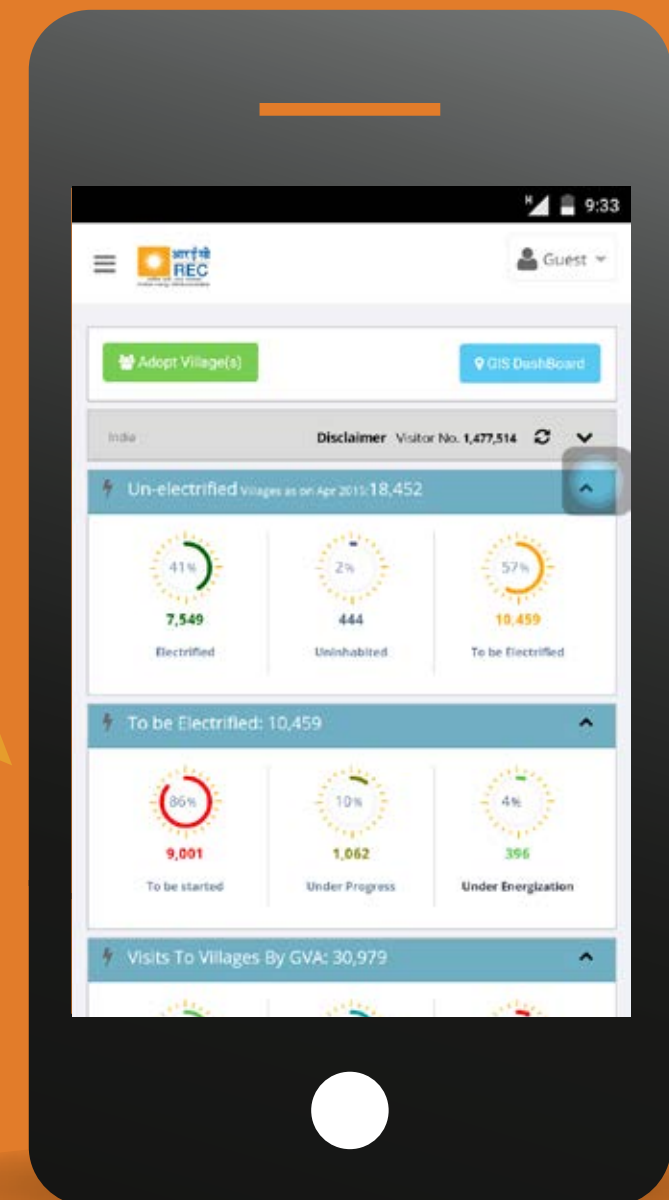 H 9:33
आर ई सी
REC
Guest
Adopt Village(s)
GIS DashBoard
India
Disclaimer Visitor No. 1,477,514
Un-electrified Villages as on Apr 2015:18,452
41% 2% 57%
7,549 444 10,459
Electrified Uninhabited To be Electrified
To be Electrified: 10,459
86% 10% 4%
9,001 1,062 396
To be started Under Progress Under Energization
Visits To Villages By GVA: 30,979